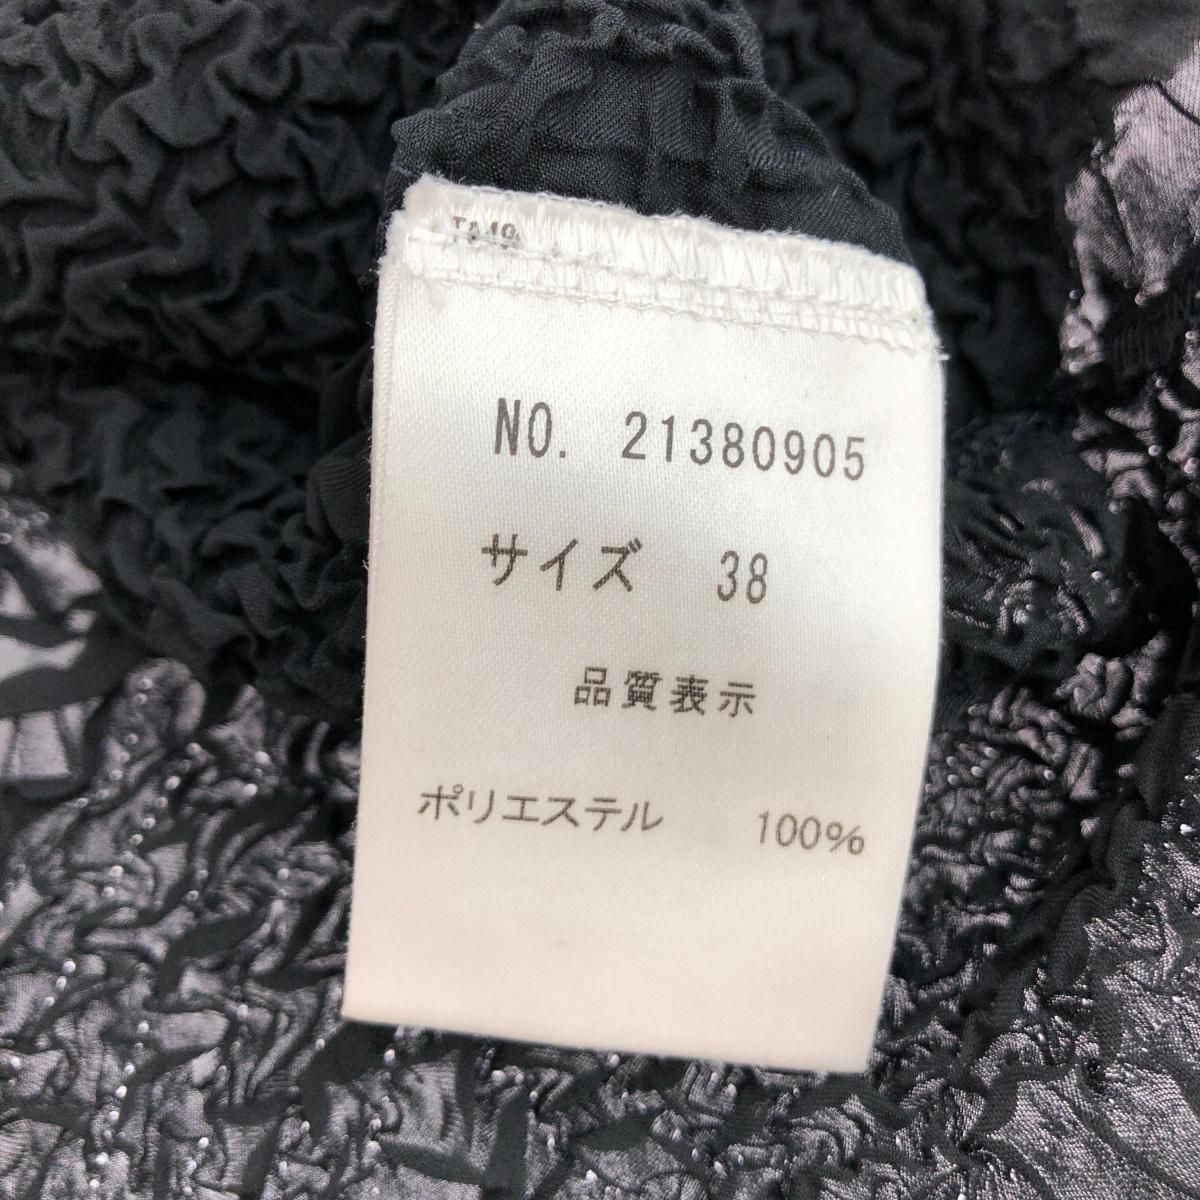 NO. 21380905
サイズ 38
品質表示
ポリエステル 100%